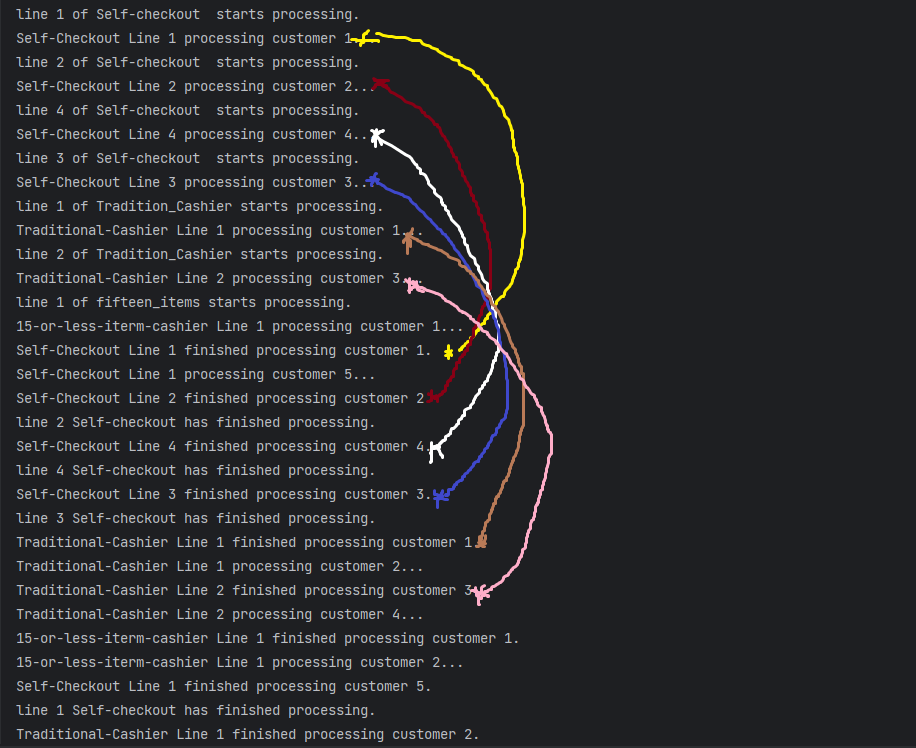 line 1 of Self-checkout  starts processing.
Self-Checkout Line 1 processing customer 1
line 2 of Self-checkout  starts processing.
Self-Checkout Line 2 processing customer 2...
line 4 of Self-checkout  starts processing.
Self-Checkout Line 4 processing customer 4...
line 3 of Self-checkout  starts processing.
Self-Checkout Line 3 processing customer 3...
line 1 of Tradition_Cashier starts processing.
Traditional-Cashier Line 1 processing customer 1...
line 2 of Tradition_Cashier starts processing.
Traditional-Cashier Line 2 processing customer 3.
line 1 of fifteen_items starts processing.
15-or-less-iterm-cashier Line 1 processing customer 1...
Self-Checkout Line 1 finished processing customer 1.
Self-Checkout Line 1 processing customer 5...
Self-Checkout Line 2 finished processing customer 2
line 2 Self-checkout has finished processing.
Self-Checkout Line 4 finished processing customer 4.
line 4 Self-checkout has finished processing.
Self-Checkout Line 3 finished processing customer 3.
line 3 Self-checkout has finished processing.
Traditional-Cashier Line 1 finished processing customer 1
Traditional-Cashier Line 1 processing customer 2...
Traditional-Cashier Line 2 finished processing customer 3
Traditional-Cashier Line 2 processing customer 4...
15-or-less-iterm-cashier Line 1 finished processing customer 1.
15-or-less-iterm-cashier Line 1 processing customer 2...
Self-Checkout Line 1 finished processing customer 5.
line 1 Self-checkout has finished processing.
Traditional-Cashier Line 1 finished processing customer 2.